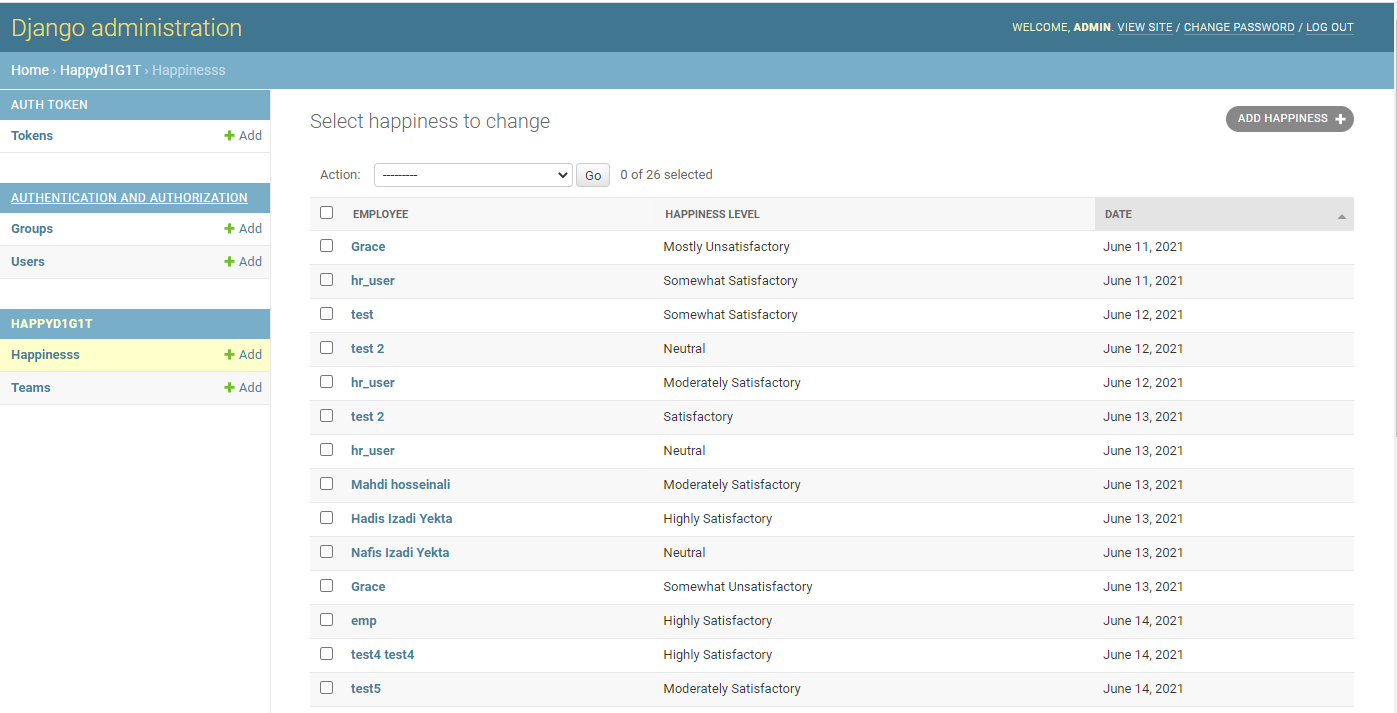 Django administration
WELCOME, ADMIN. VIEW SITE / CHANGE PASSWORD / LOG OUT
Home › Happyd1G1T › Happinesss
AUTH TOKEN
Tokens + Add
AUTHENTICATION AND AUTHORIZATION
Groups + Add
Users + Add
HAPPYD1G1T
Happinesss + Add
Teams + Add
Select happiness to change
ADD HAPPINESS +
Action: --------- Go 0 of 26 selected
EMPLOYEE HAPPINESS LEVEL DATE
Grace Mostly Unsatisfactory June 11, 2021
hr_user Somewhat Satisfactory June 11, 2021
test Somewhat Satisfactory June 12, 2021
test 2 Neutral June 12, 2021
hr_user Moderately Satisfactory June 12, 2021
test 2 Satisfactory June 13, 2021
hr_user Neutral June 13, 2021
Mahdi hosseinali Moderately Satisfactory June 13, 2021
Hadis Izadi Yekta Highly Satisfactory June 13, 2021
Nafis Izadi Yekta Neutral June 13, 2021
Grace Somewhat Unsatisfactory June 13, 2021
emp Highly Satisfactory June 14, 2021
test4 test4 Highly Satisfactory June 14, 2021
test5 Moderately Satisfactory June 14, 2021